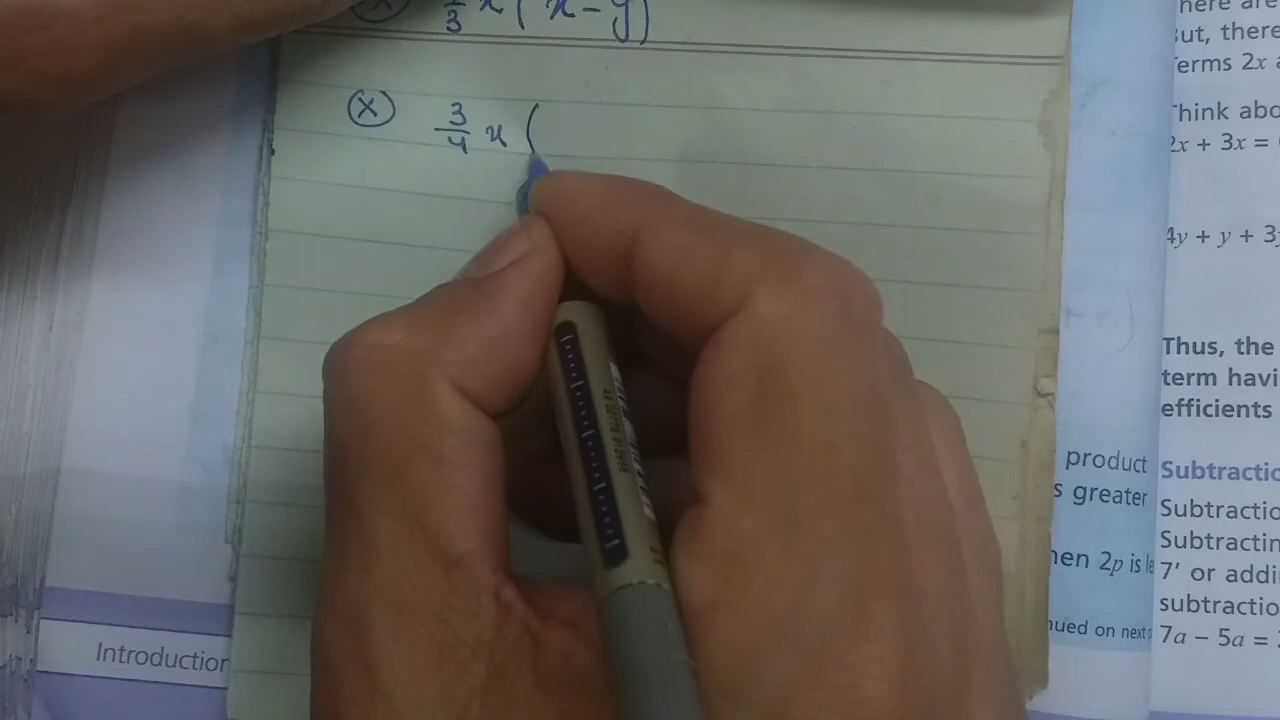 x(x-y)
3
(x) 3/4 x (
here are
ut, there
erms 2x
hink abo
2x + 3x =
4y + y + 3
Thus, the
term havi
efficients
product
s greater
Subtractio
Subtractio
Subtractin
hen 2p is le
7' or addi
subtractio
nued on next
7a − 5a =
Introduction